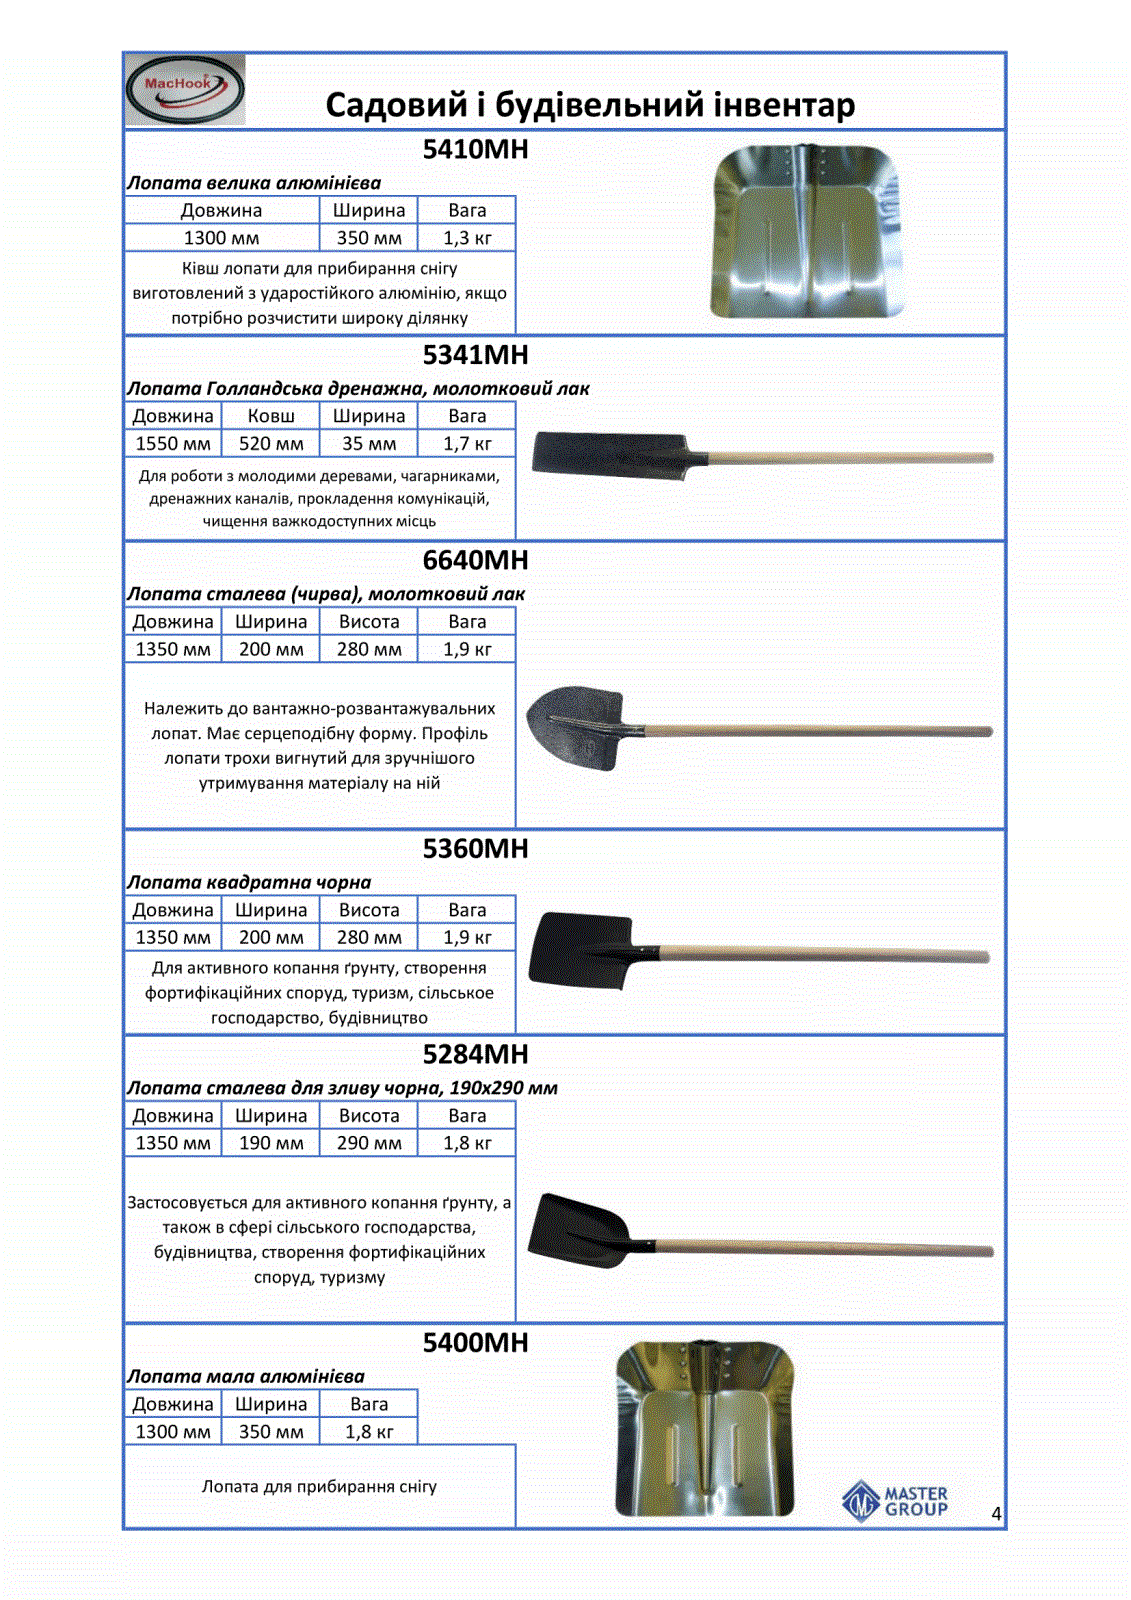 MacHook®
Садовий і будівельний інвентар
5410МН
Лопата велика алюмінієва
Довжина Ширина Вага
1300 мм 350 мм 1,3 кг
Ківш лопати для прибирання снігу
виготовлений з ударостійкого алюмінію, якщо
потрібно розчистити широку ділянку
5341МН
Лопата Голландська дренажна, молотковий лак
Довжина Ковш Ширина Вага
1550 мм 520 мм 35 мм 1,7 кг
Для роботи з молодими деревами, чагарниками,
дренажних каналів, прокладення комунікацій,
чищення важкодоступних місць
6640МН
Лопата сталева (чирва), молотковий лак
Довжина Ширина Висота Вага
1350 мм 200 мм 280 мм 1,9 кг
Належить до вантажно-розвантажувальних
лопат. Має серцеподібну форму. Профіль
лопати трохи вигнутий для зручнішого
утримування матеріалу на ній
5360МН
Лопата квадратна чорна
Довжина Ширина Висота Вага
1350 мм 200 мм 280 мм 1,9 кг
Для активного копання ґрунту, створення
фортифікаційних споруд, туризм, сільськоe
господарство, будівництво
5284МН
Лопата сталева для зливу чорна, 190х290 мм
Довжина Ширина Висота Вага
1350 мм 190 мм 290 мм 1,8 кг
Застосовується для активного копання ґрунту, а
також в сфері сільського господарства,
будівництва, створення фортифікаційних
споруд, туризму
5400МН
Лопата мала алюмінієва
Довжина Ширина Вага
1300 мм 350 мм 1,8 кг
Лопата для прибирання снігу
MASTER
GROUP
4